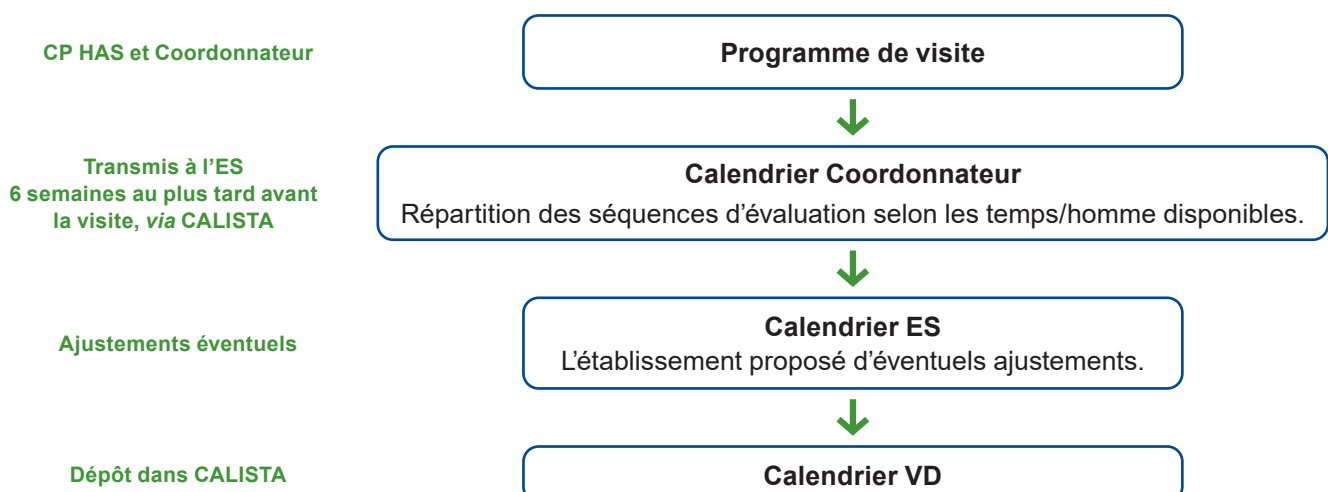 CP HAS et Coordonnateur
Programme de visite
Transmis à l’ES
6 semaines au plus tard avant
la visite, via CALISTA
Calendrier Coordonnateur
Répartition des séquences d’évaluation selon les temps/homme disponibles.
Ajustements éventuels
Calendrier ES
L’établissement proposé d’éventuels ajustements.
Dépôt dans CALISTA
Calendrier VD